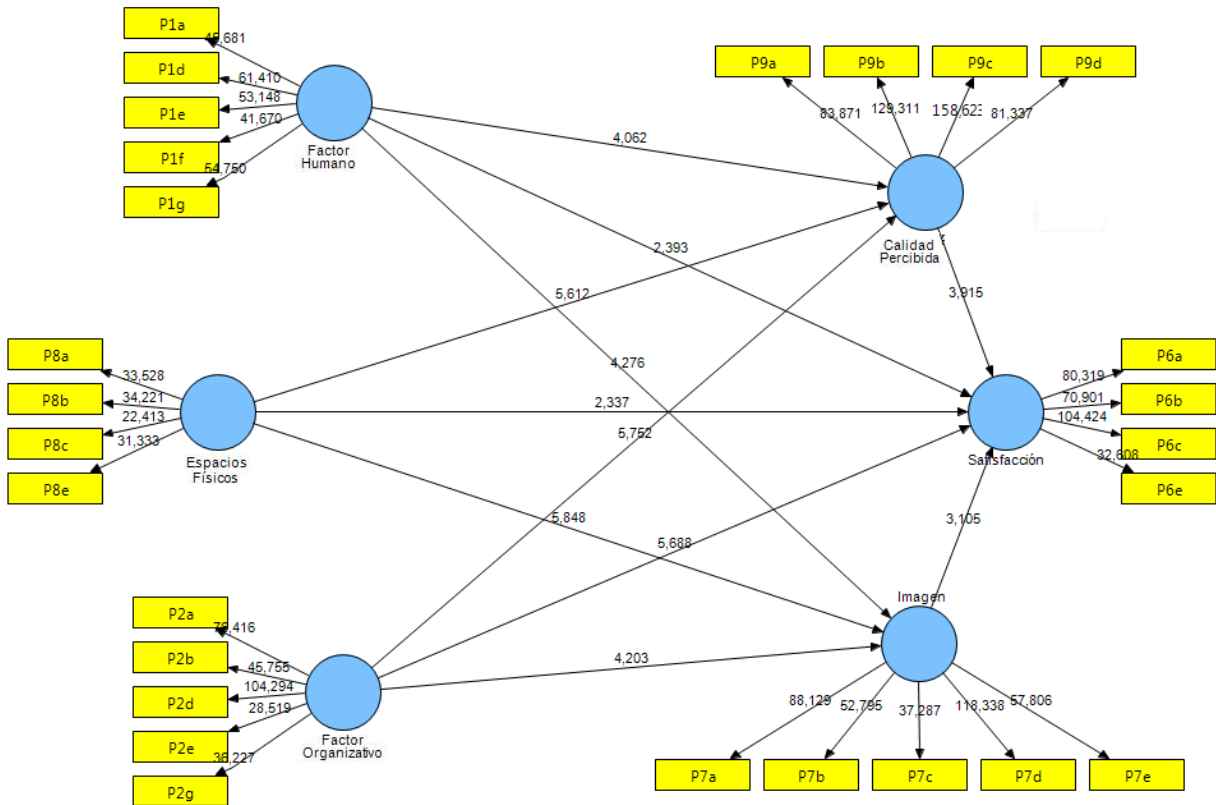 P1a
45,681
P1d
61,410
P1e
53,148
P1f
41,670
P1g
54,750
Factor
Humano
P9a
P9b
P9c
P9d
83,871
129,311
158,623
81,337
Calidad
Percibida
4,062
2,393
5,612
4,276
3,915
P8a
33,528
P8b
34,221
P8c
22,413
P8e
31,333
Espacios
Físicos
2,337
5,752
P6a
80,319
P6b
70,901
P6c
104,424
P6e
32,608
Satisfacción
5,848
5,688
3,105
P2a
P2b
45,755
P2d
104,294
P2e
28,519
P2g
36,227
Factor
Organizativo
4,203
Imagen
88,129
52,795
37,287
118,338
57,806
P7a
P7b
P7c
P7d
P7e